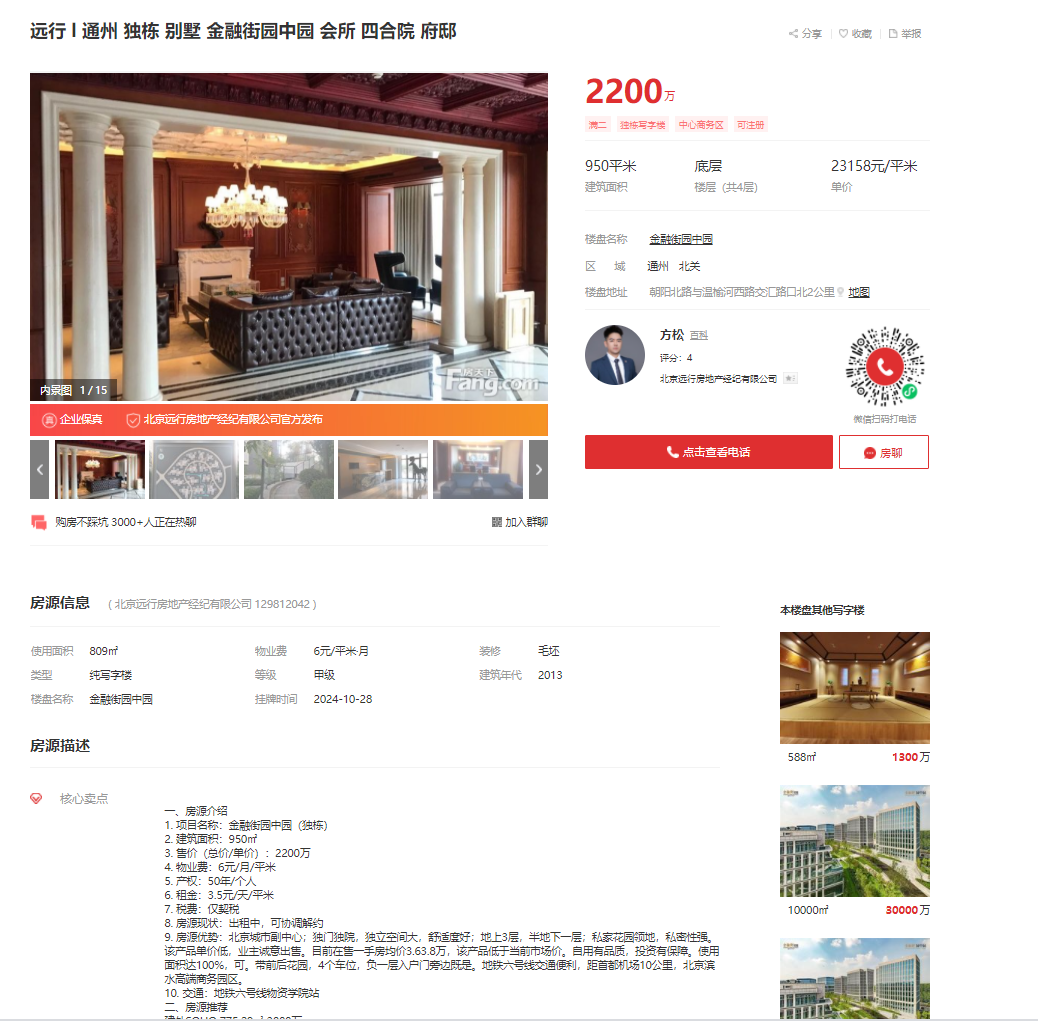 远行 l 通州 独栋 别墅 金融街园中园 会所 四合院 府邸
分享 收藏 举报
房天下
Fang.com
内景图 1 / 15
企业保真 北京远行房地产经纪有限公司官方发布
购房不踩坑 3000+人正在热聊 加入群聊
2200万
满二 独栋写字楼 中心商务区 可注册
950平米 底层 23158元/平米
建筑面积 楼层（共4层） 单价
楼盘名称 金融街园中园
区 域 通州 北关
楼盘地址 朝阳北路与温榆河西路交汇路口北2公里 地图
方松 百科
评分：4
北京远行房地产经纪有限公司
微信扫码打电话
点击查看电话 房聊
房源信息 （ 北京远行房地产经纪有限公司 129812042 ）
使用面积 809㎡ 物业费 6元/平米·月 装修 毛坯
类型 纯写字楼 等级 甲级 建筑年代 2013
楼盘名称 金融街园中园 挂牌时间 2024-10-28
房源描述
核心卖点
一、房源介绍
1. 项目名称：金融街园中园（独栋）
2. 建筑面积：950㎡
3. 售价（总价/单价）：2200万
4. 物业费：6元/月/平米
5. 产权：50年/个人
6. 租金：3.5元/天/平米
7. 税费：仅契税
8. 房源现状：出租中，可协调解约
9. 房源优势：北京城市副中心；独门独院，独立空间大，舒适度好；地上3层，半地下一层；私家花园领地，私密性强。
该产品单价低，业主诚意出售。目前在售一手房均价3.63.8万，该产品低于当前市场价。自用有品质，投资有保障。使用
面积达100%，可。带前后花园，4个车位，负一层入户门旁边既是。地铁六号线交通便利，距首都机场10公里，北京滨
水高端商务园区。
10. 交通：地铁六号线物资学院站
二、房源推荐
本楼盘其他写字楼
588㎡ 1300万
10000㎡ 30000万